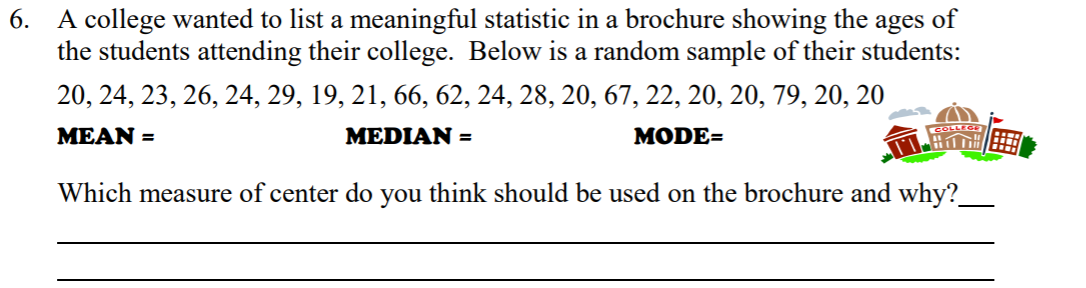 6. A college wanted to list a meaningful statistic in a brochure showing the ages of
the students attending their college. Below is a random sample of their students:
20, 24, 23, 26, 24, 29, 19, 21, 66, 62, 24, 28, 20, 67, 22, 20, 20, 79, 20, 20
MEAN = MEDIAN = MODE=
COLLEGE
Which measure of center do you think should be used on the brochure and why?